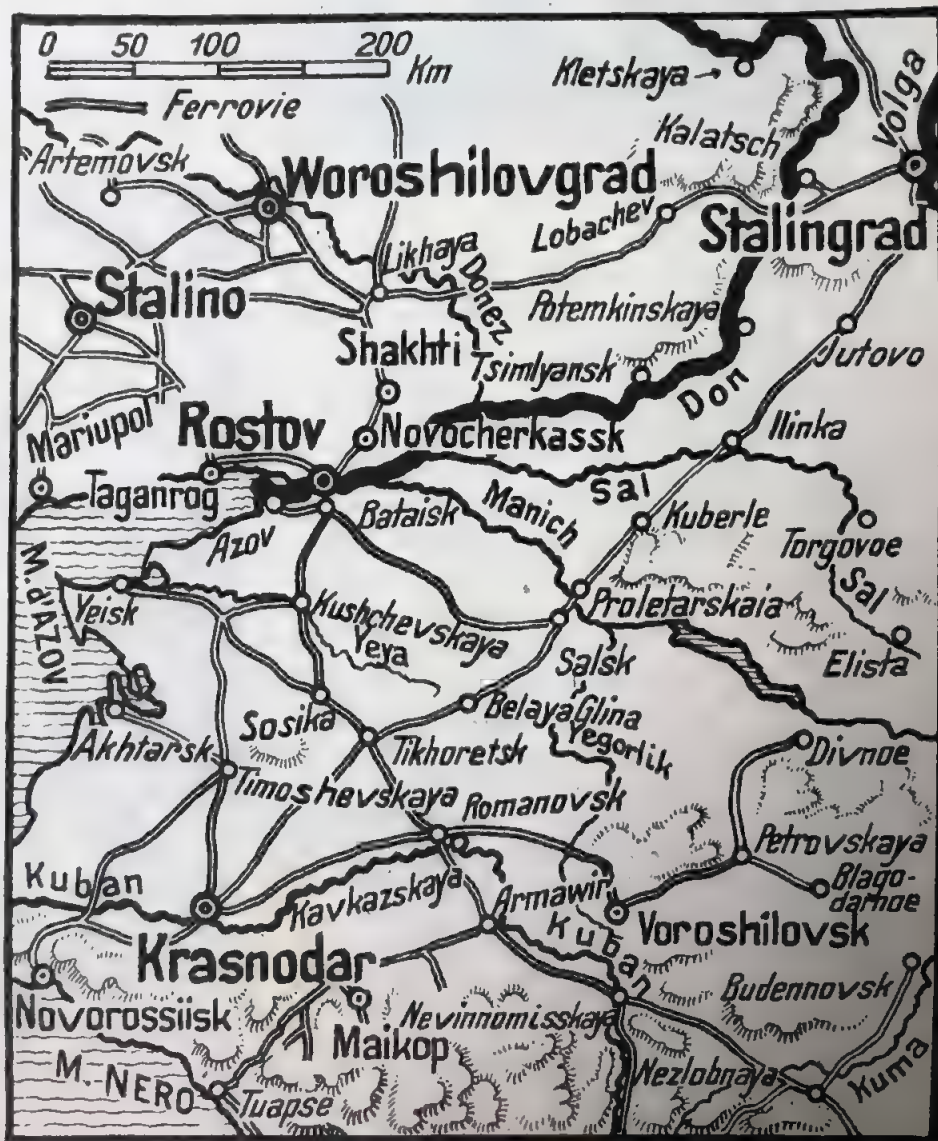 0 50 100 200
Km
Ferrovie
Kletskaya
Volga
Kalatsch
Artemovsk
Woroshilovgrad
Lobachev
Stalingrad
Likhaya
Donez
Stalino
Potemkinskaya
Jutovo
Shakhti
Tsimlyansk
Don
Mariupol
Rostov
Novocherkassk
Ilinka
Taganrog
Sal
Manich
Azov
Bataisk
Kuberle
Torgovoe
M. d'AZOV
Yeisk
Kushchevskaya
Proletarskaia
Sal
Yeya
Salsk
Elista
Sosika
Belaya Glina
Akhtarsk
Tikhoretsk
Yegorlik
Divnoe
Timoshevskaya
Romanovsk
Petrovskaya
Kuban
Kavkazskaya
Armawir
Blago-
darnoe
Kuban
Voroshilovsk
Krasnodar
Budennovsk
Novorossiisk
Nevinnomisskaya
Maikop
M. NERO
Nezlobnaya
Kuma
Tuapse